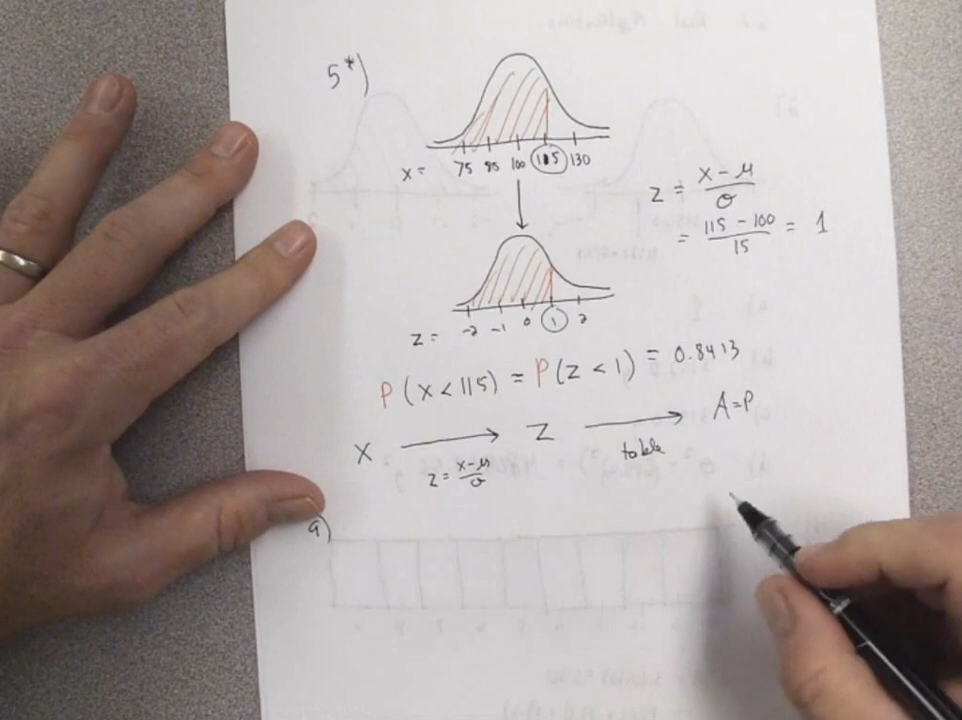 5*)
X = 75 85 100 115 130
Z = X - μ / σ
= 115 - 100 / 15 = 1
Z = -2 -1 0 1 2
P(X < 115) = P(Z < 1) = 0.8413
X → Z → A = P
Z = X-μ / σ table
9)